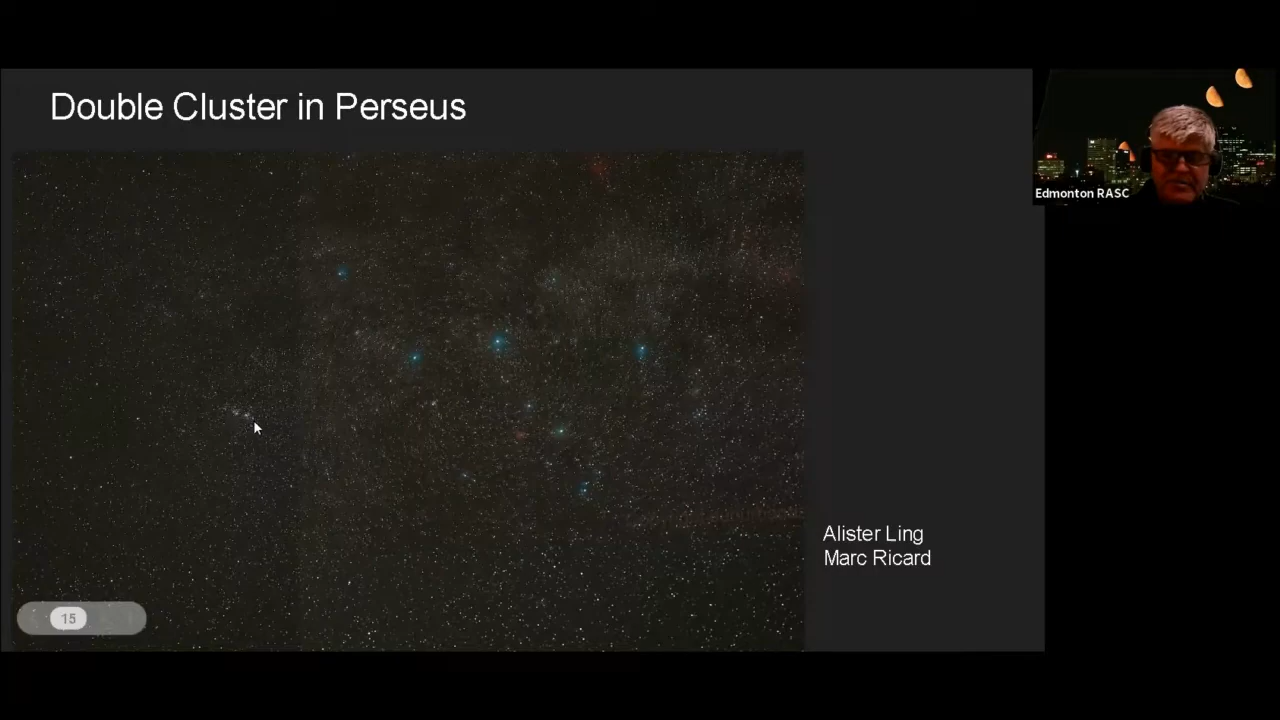 Double Cluster in Perseus
Edmonton RASC
Alister Ling
Marc Ricard
15